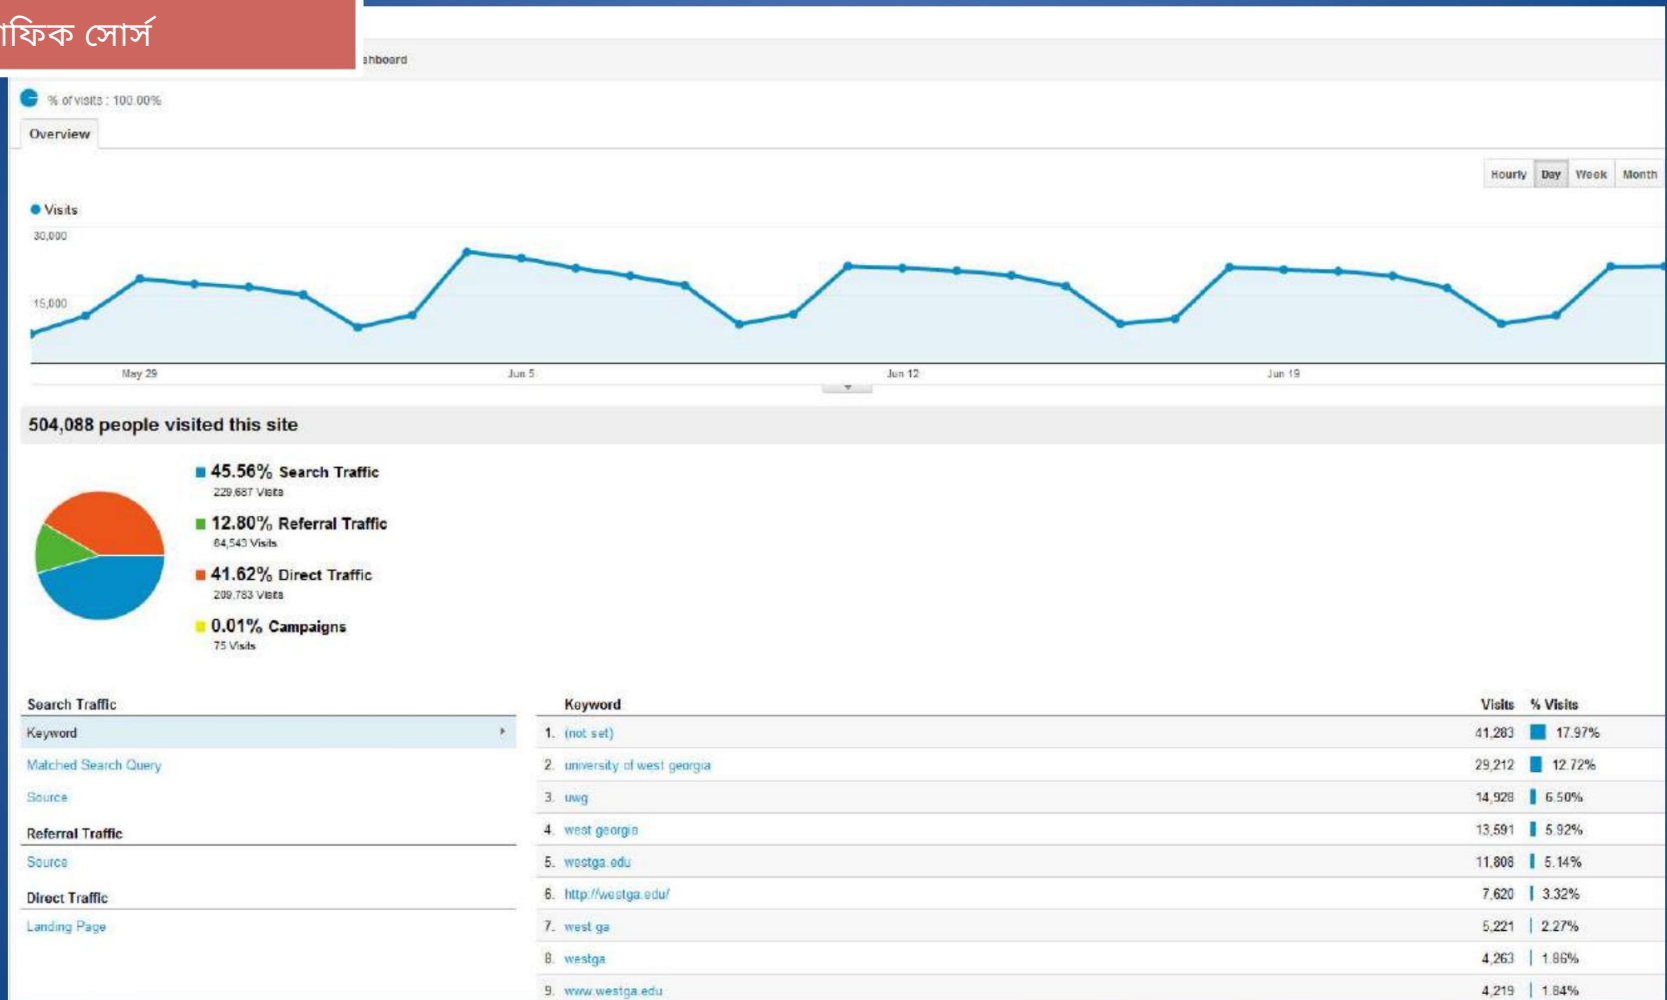 াফিক সোর্স
shboard
% of visits : 100.00%
Overview
Hourly Day Week Month
Visits
30,000
15,000
May 29 Jun 5 Jun 12 Jun 19
504,088 people visited this site
45.56% Search Traffic
229,687 Visits
12.80% Referral Traffic
64,543 Visits
41.62% Direct Traffic
209,783 Visits
0.01% Campaigns
75 Visits
Search Traffic
Keyword
Matched Search Query
Source
Referral Traffic
Source
Direct Traffic
Landing Page
Keyword Visits % Visits
1. (not set) 41,283 17.97%
2. university of west georgia 29,212 12.72%
3. uwg 14,928 6.50%
4. west georgia 13,591 5.92%
5. westga.edu 11,808 5.14%
6. http://westga.edu/ 7,620 3.32%
7. west ga 5,221 2.27%
8. westga 4,263 1.86%
9. www.westga.edu 4,219 1.84%